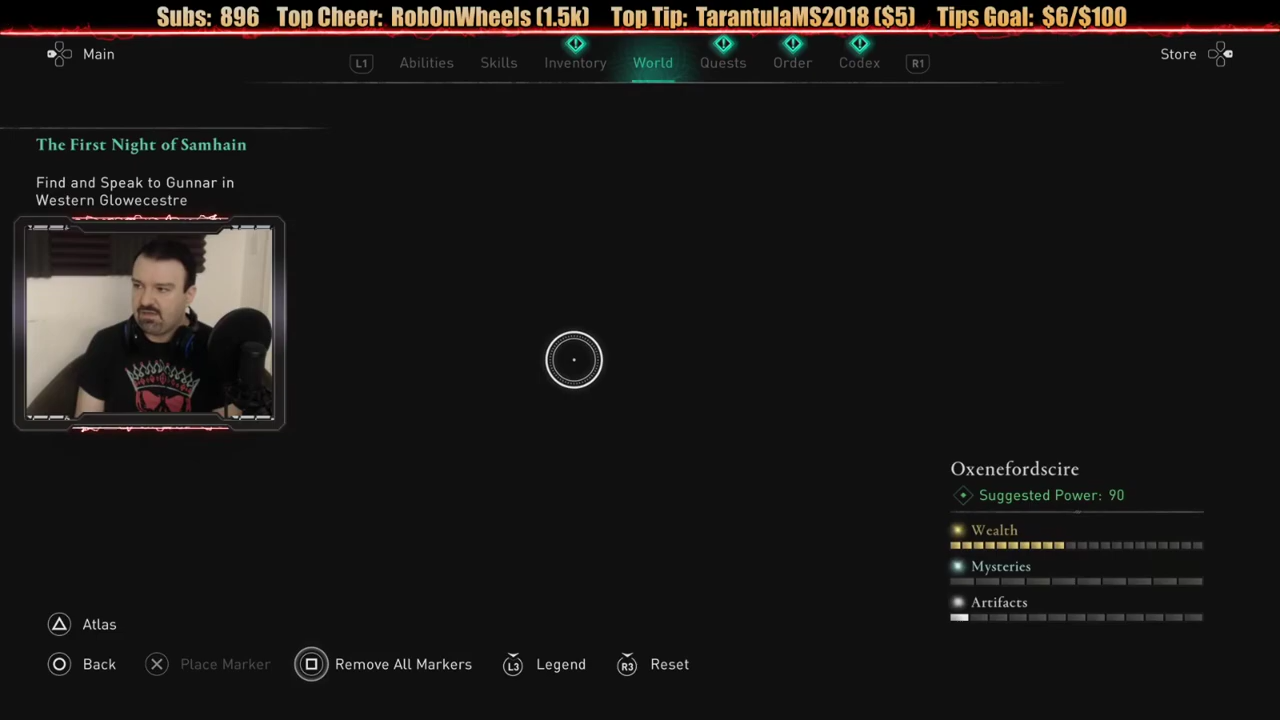 Subs: 896 Top Cheer: RobOnWheels (1.5k) Top Tip: TarantulaMS2018 ($5) Tips Goal: $6/$100
Main L1 Abilities Skills Inventory World Quests Order Codex R1 Store
The First Night of Samhain
Find and Speak to Gunnar in
Western Glowecestre
Oxenefordscire
Suggested Power: 90
Wealth
Mysteries
Artifacts
Atlas
Back Place Marker Remove All Markers L3 Legend R3 Reset